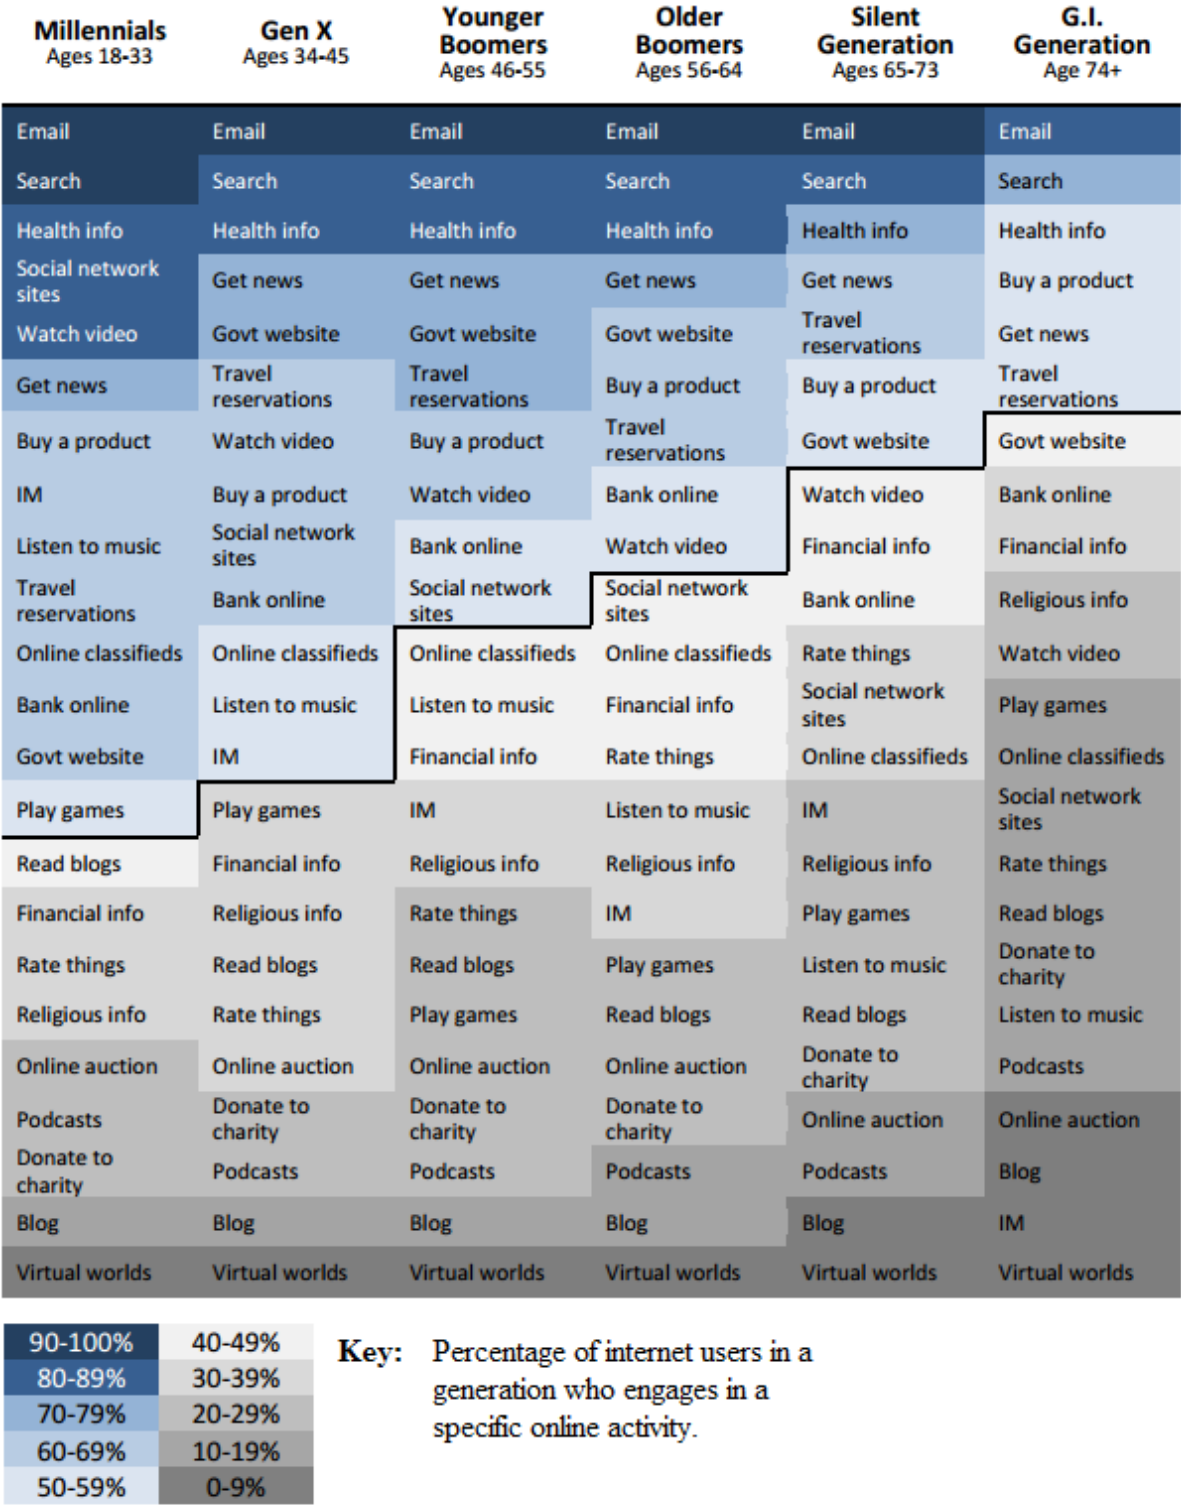 Millennials
Ages 18-33
Gen X
Ages 34-45
Younger
Boomers
Ages 46-55
Older
Boomers
Ages 56-64
Silent
Generation
Ages 65-73
G.I.
Generation
Age 74+
Email Email Email Email Email Email
Search Search Search Search Search Search
Health info Health info Health info Health info Health info Health info
Social network
sites Get news Get news Get news Get news Buy a product
Watch video Govt website Govt website Govt website Travel
reservations Get news
Get news Travel
reservations Travel
reservations Buy a product Buy a product Travel
reservations
Buy a product Watch video Buy a product Travel
reservations Govt website Govt website
IM Buy a product Watch video Bank online Watch video Bank online
Listen to music Social network
sites Bank online Watch video Financial info Financial info
Travel
reservations Bank online Social network
sites Social network
sites Bank online Religious info
Online classifieds Online classifieds Online classifieds Online classifieds Rate things Watch video
Bank online Listen to music Listen to music Financial info Social network
sites Play games
Govt website IM Financial info Rate things Online classifieds Online classifieds
Play games Play games IM Listen to music IM Social network
sites
Read blogs Financial info Religious info Religious info Religious info Rate things
Financial info Religious info Rate things IM Play games Read blogs
Rate things Read blogs Read blogs Play games Listen to music Donate to
charity
Religious info Rate things Play games Read blogs Read blogs Listen to music
Online auction Online auction Online auction Online auction Donate to
charity Podcasts
Podcasts Donate to
charity Donate to
charity Donate to
charity Online auction Online auction
Donate to
charity Podcasts Podcasts Podcasts Podcasts Blog
Blog Blog Blog Blog Blog IM
Virtual worlds Virtual worlds Virtual worlds Virtual worlds Virtual worlds Virtual worlds
90-100% 40-49%
80-89% 30-39%
70-79% 20-29%
60-69% 10-19%
50-59% 0-9%
Key: Percentage of internet users in a
generation who engages in a
specific online activity.